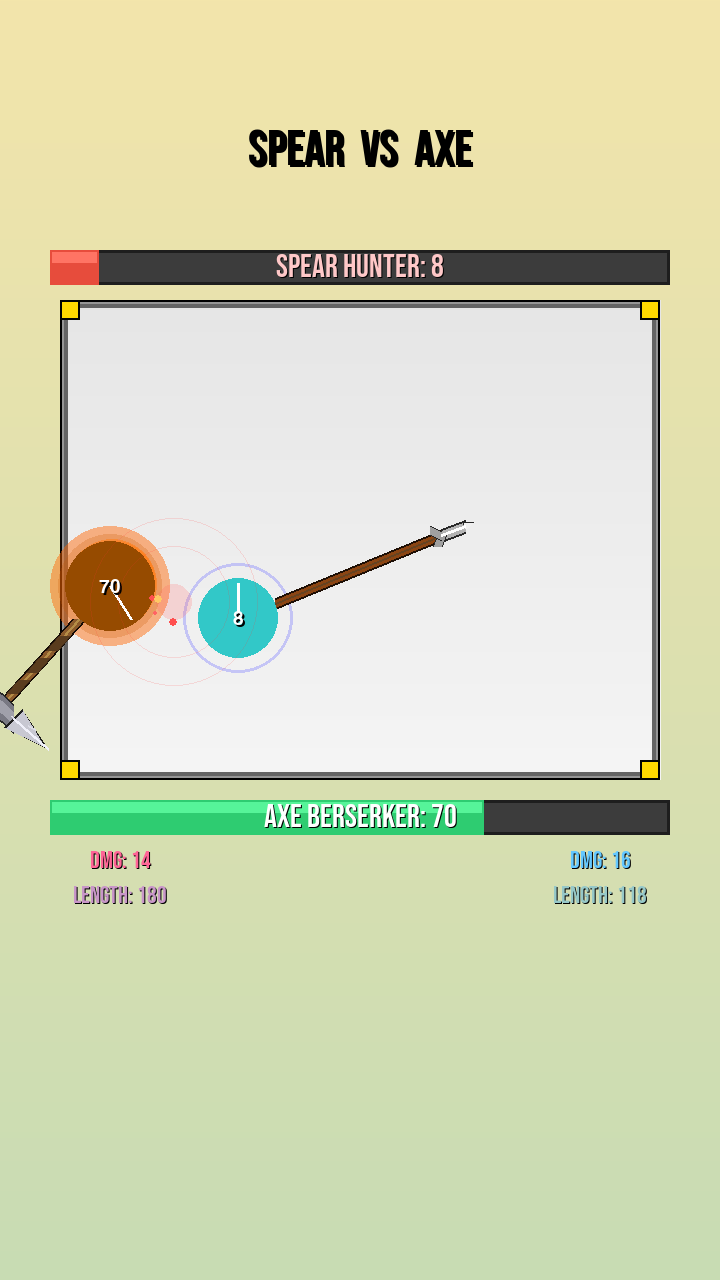 SPEAR VS AXE
SPEAR HUNTER: 8
70
8
AXE BERSERKER: 70
DMG: 14
DMG: 16
LENGTH: 180
LENGTH: 118